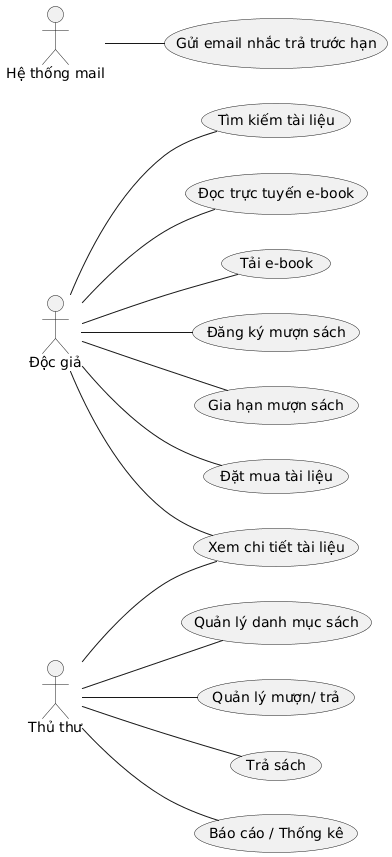 Hệ thống mail
Gửi email nhắc trả trước hạn
Tìm kiếm tài liệu
Đọc trực tuyến e-book
Tải e-book
Đăng ký mượn sách
Độc giả
Gia hạn mượn sách
Đặt mua tài liệu
Xem chi tiết tài liệu
Quản lý danh mục sách
Quản lý mượn/ trả
Thủ thư
Trả sách
Báo cáo / Thống kê